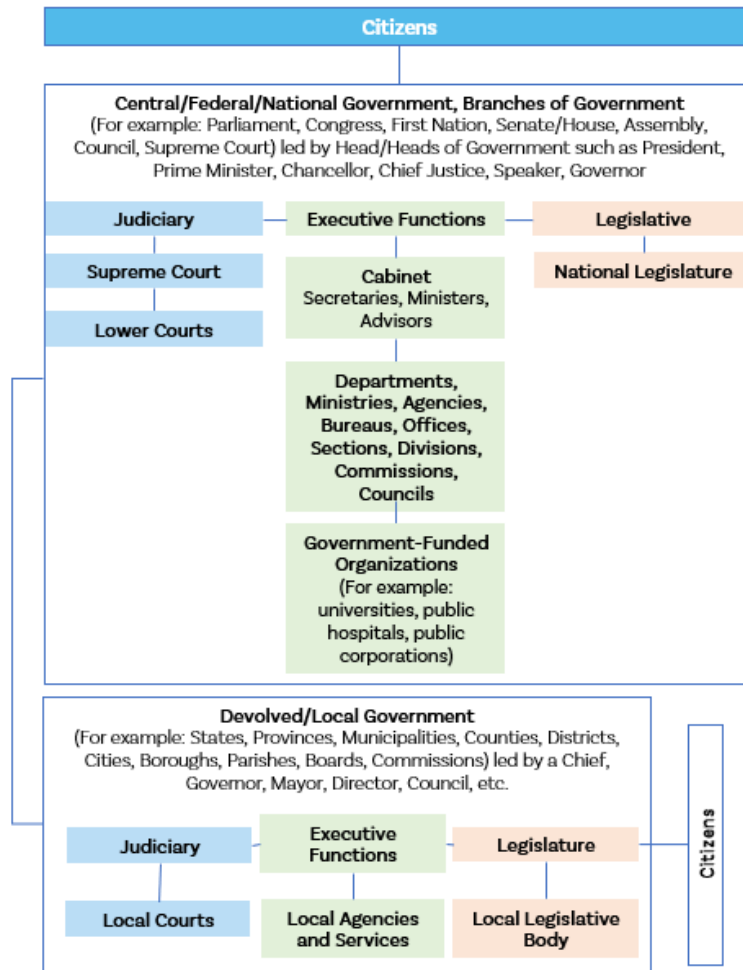 Citizens
Central/Federal/National Government, Branches of Government
(For example: Parliament, Congress, First Nation, Senate/House, Assembly,
Council, Supreme Court) led by Head/Heads of Government such as President,
Prime Minister, Chancellor, Chief Justice, Speaker, Governor
Judiciary
Executive Functions
Legislative
Supreme Court
Cabinet
Secretaries, Ministers,
Advisors
National Legislature
Lower Courts
Departments,
Ministries, Agencies,
Bureaus, Offices,
Sections, Divisions,
Commissions,
Councils
Government-Funded
Organizations
(For example:
universities, public
hospitals, public
corporations)
Devolved/Local Government
(For example: States, Provinces, Municipalities, Counties, Districts,
Cities, Boroughs, Parishes, Boards, Commissions) led by a Chief,
Governor, Mayor, Director, Council, etc.
Judiciary
Executive
Functions
Legislature
Local Courts
Local Agencies
and Services
Local Legislative
Body
Citizens